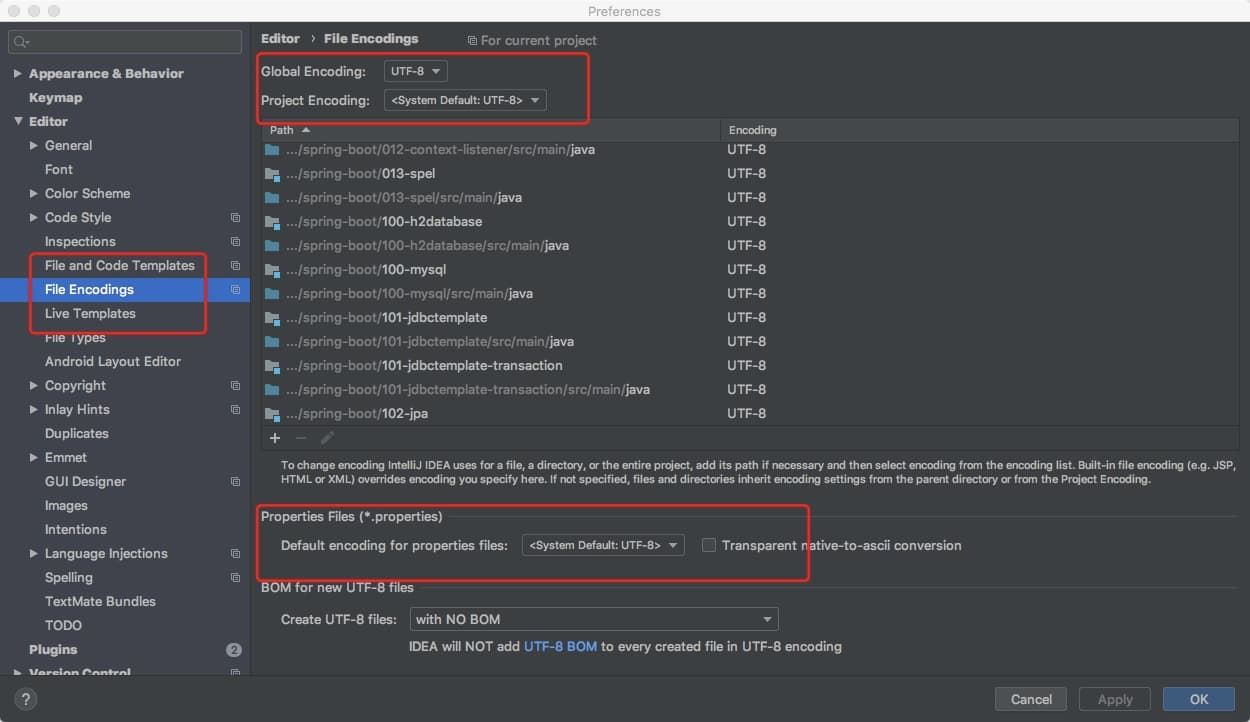 Preferences
Appearance & Behavior
Keymap
Editor
General
Font
Color Scheme
Code Style
Inspections
File and Code Templates
File Encodings
Live Templates
File Types
Android Layout Editor
Copyright
Inlay Hints
Duplicates
Emmet
GUI Designer
Images
Intentions
Language Injections
Spelling
TextMate Bundles
TODO
Plugins 2
Version Control
Editor › File Encodings For current project
Global Encoding: UTF-8
Project Encoding: <System Default: UTF-8>
Path Encoding
.../spring-boot/012-context-listener/src/main/java UTF-8
.../spring-boot/013-spel UTF-8
.../spring-boot/013-spel/src/main/java UTF-8
.../spring-boot/100-h2database UTF-8
.../spring-boot/100-h2database/src/main/java UTF-8
.../spring-boot/100-mysql UTF-8
.../spring-boot/100-mysql/src/main/java UTF-8
.../spring-boot/101-jdbctemplate UTF-8
.../spring-boot/101-jdbctemplate/src/main/java UTF-8
.../spring-boot/101-jdbctemplate-transaction UTF-8
.../spring-boot/101-jdbctemplate-transaction/src/main/java UTF-8
.../spring-boot/102-jpa UTF-8
To change encoding IntelliJ IDEA uses for a file, a directory, or the entire project, add its path if necessary and then select encoding from the encoding list. Built-in file encoding (e.g. JSP,
HTML or XML) overrides encoding you specify here. If not specified, files and directories inherit encoding settings from the parent directory or from the Project Encoding.
Properties Files (*.properties)
Default encoding for properties files: <System Default: UTF-8> Transparent native-to-ascii conversion
BOM for new UTF-8 files
Create UTF-8 files: with NO BOM
IDEA will NOT add UTF-8 BOM to every created file in UTF-8 encoding
? Cancel Apply OK